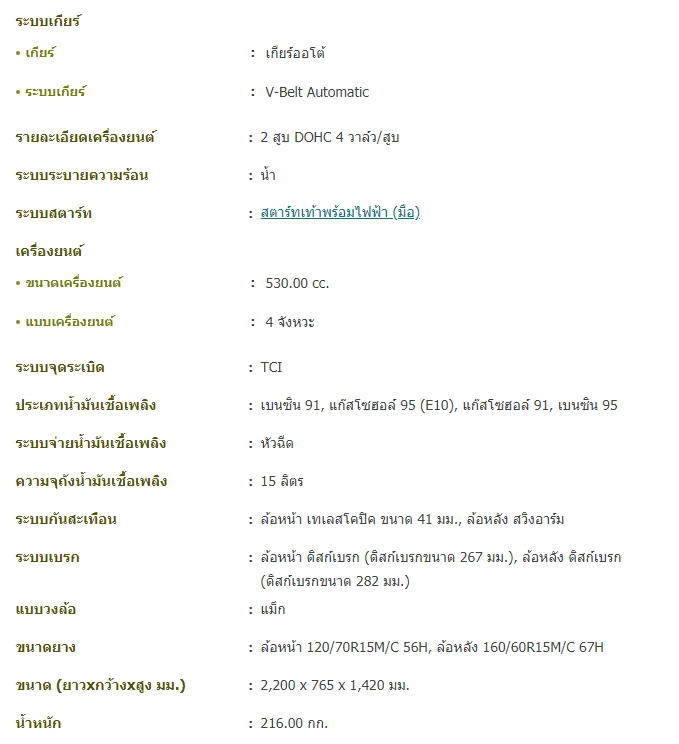 ระบบเกียร์
• เกียร์ : เกียร์ออโต้
• ระบบเกียร์ : V-Belt Automatic
รายละเอียดเครื่องยนต์ : 2 สูบ DOHC 4 วาล์ว/สูบ
ระบบระบายความร้อน : น้ำ
ระบบสตาร์ท : สตาร์ทเท้าพร้อมไฟฟ้า (มือ)
เครื่องยนต์
• ขนาดเครื่องยนต์ : 530.00 cc.
• แบบเครื่องยนต์ : 4 จังหวะ
ระบบจุดระเบิด : TCI
ประเภทน้ำมันเชื้อเพลิง : เบนซิน 91, แก๊สโซฮอล์ 95 (E10), แก๊สโซฮอล์ 91, เบนซิน 95
ระบบจ่ายน้ำมันเชื้อเพลิง : หัวฉีด
ความจุถังน้ำมันเชื้อเพลิง : 15 ลิตร
ระบบกันสะเทือน : ล้อหน้า เทเลสโคปิค ขนาด 41 มม., ล้อหลัง สวิงอาร์ม
ระบบเบรก : ล้อหน้า ดิสก์เบรก (ดิสก์เบรกขนาด 267 มม.), ล้อหลัง ดิสก์เบรก
(ดิสก์เบรกขนาด 282 มม.)
แบบวงล้อ : แม็ก
ขนาดยาง : ล้อหน้า 120/70R15M/C 56H, ล้อหลัง 160/60R15M/C 67H
ขนาด (ยาวxกว้างxสูง มม.) : 2,200 x 765 x 1,420 มม.
น้ำหนัก : 216.00 กก.